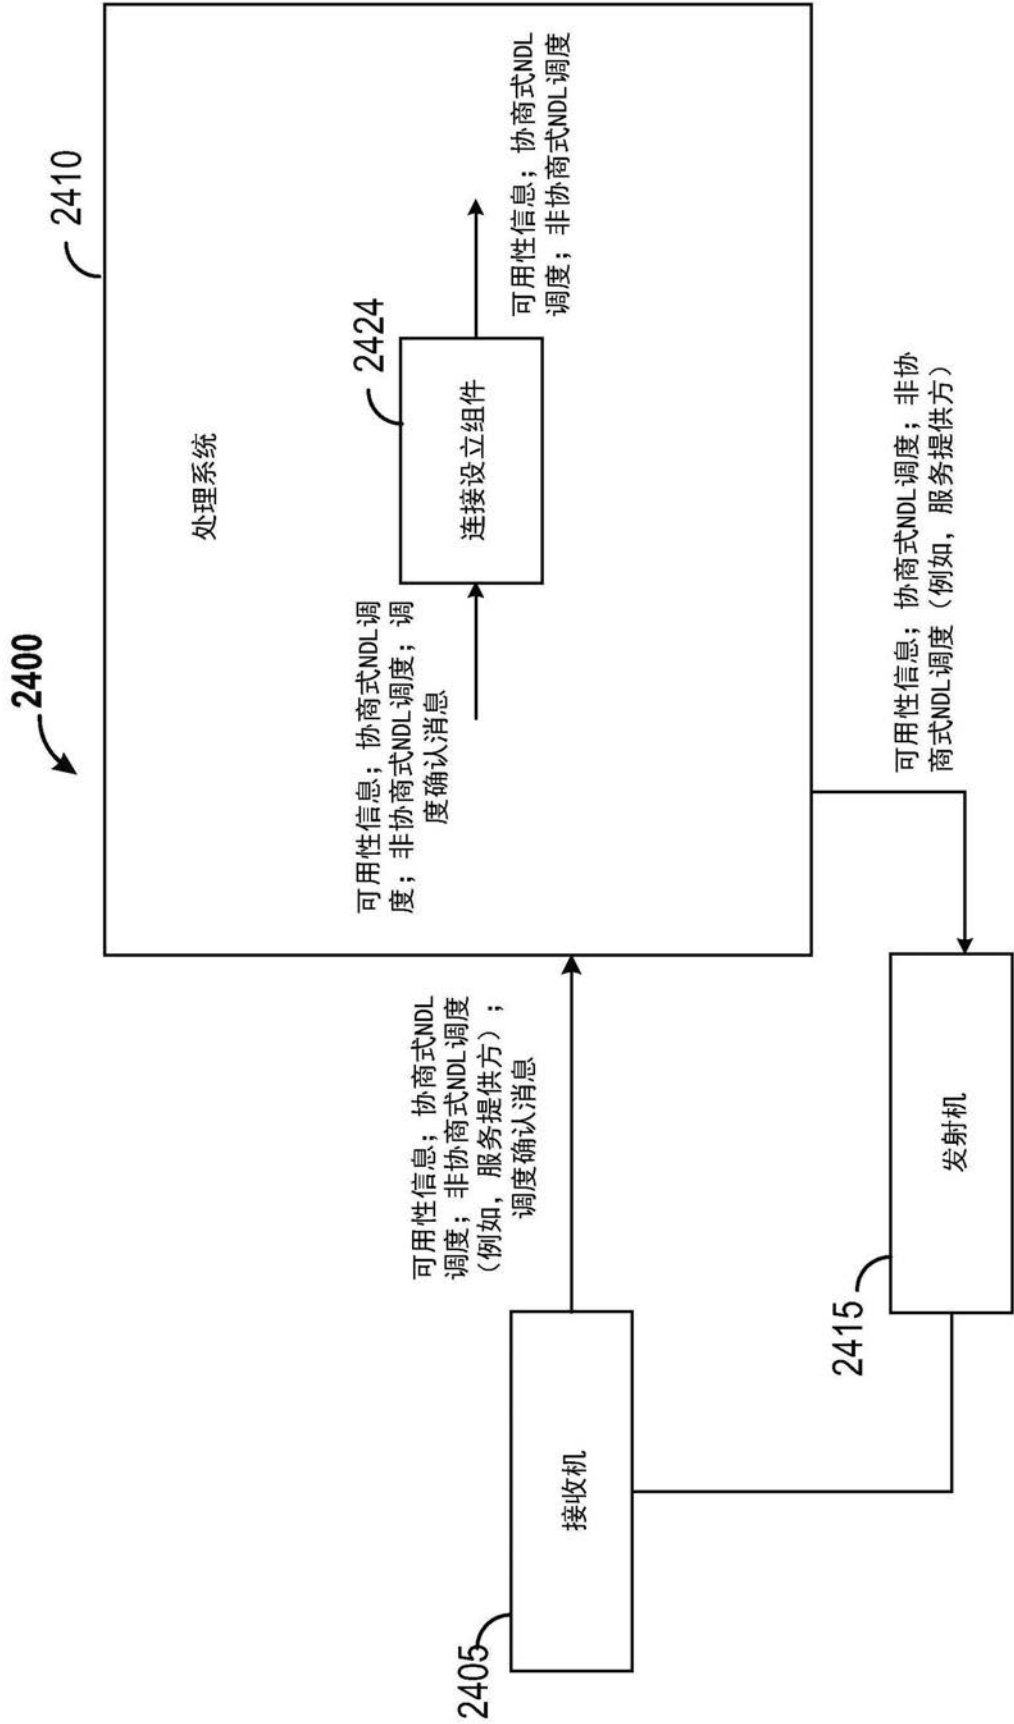 2400
2410
处理系统
2424
可用性信息；协商式NDL调
度；非协商式NDL调度；调
度确认消息
连接设立组件
可用性信息；协商式NDL
调度；非协商式NDL调度
可用性信息；协商式NDL
调度；非协商式NDL调度
（例如，服务提供方）；
调度确认消息
2405
接收机
可用性信息；协商式NDL调度；非协
商式NDL调度（例如，服务提供方）
2415
发射机